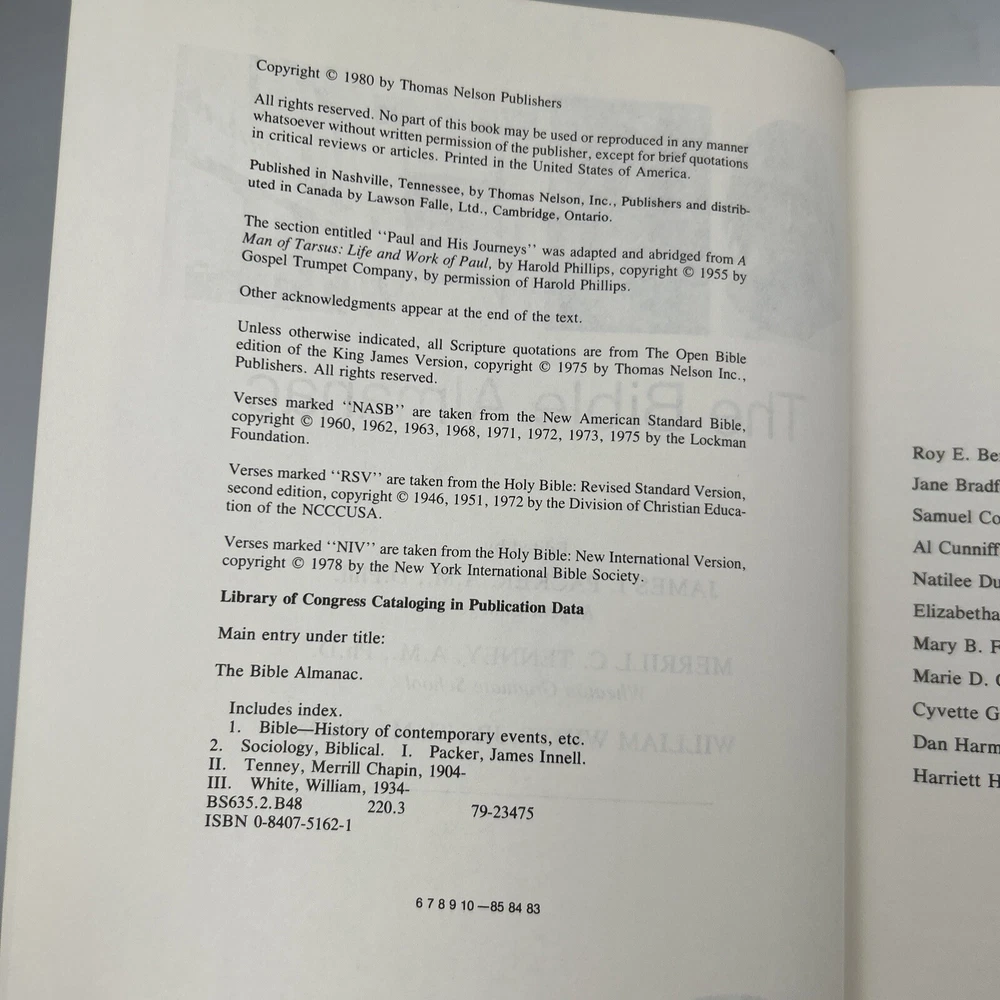 Copyright © 1980 by Thomas Nelson Publishers
All rights reserved. No part of this book may be used or reproduced in any manner
whatsoever without written permission of the publisher, except for brief quotations
in critical reviews or articles. Printed in the United States of America.
Published in Nashville, Tennessee, by Thomas Nelson, Inc., Publishers and distrib-
uted in Canada by Lawson Falle, Ltd., Cambridge, Ontario.
The section entitled ‘‘Paul and His Journeys’’ was adapted and abridged from A
Man of Tarsus: Life and Work of Paul, by Harold Phillips, copyright © 1955 by
Gospel Trumpet Company, by permission of Harold Phillips.
Other acknowledgments appear at the end of the text.
Unless otherwise indicated, all Scripture quotations are from The Open Bible
edition of the King James Version, copyright © 1975 by Thomas Nelson Inc.,
Publishers. All rights reserved.
Verses marked ‘‘NASB’’ are taken from the New American Standard Bible,
copyright © 1960, 1962, 1963, 1968, 1971, 1972, 1973, 1975 by the Lockman
Foundation.
Verses marked ‘‘RSV’’ are taken from the Holy Bible: Revised Standard Version,
second edition, copyright © 1946, 1951, 1972 by the Division of Christian Educa-
tion of the NCCCUSA.
Verses marked ‘‘NIV’’ are taken from the Holy Bible: New International Version,
copyright © 1978 by the New York International Bible Society.
Library of Congress Cataloging in Publication Data
Main entry under title:
The Bible Almanac.
Includes index.
1. Bible—History of contemporary events, etc.
2. Sociology, Biblical. I. Packer, James Innell.
II. Tenney, Merrill Chapin, 1904-
III. White, William, 1934-
BS635.2.B48 220.3 79-23475
ISBN 0-8407-5162-1
6 7 8 9 10 —85 84 83
Roy E. Be
Jane Bradf
Samuel Co
Al Cunniff
Natilee Du
Elizabetha
Mary B. F
Marie D.
Cyvette G
Dan Harm
Harriett H